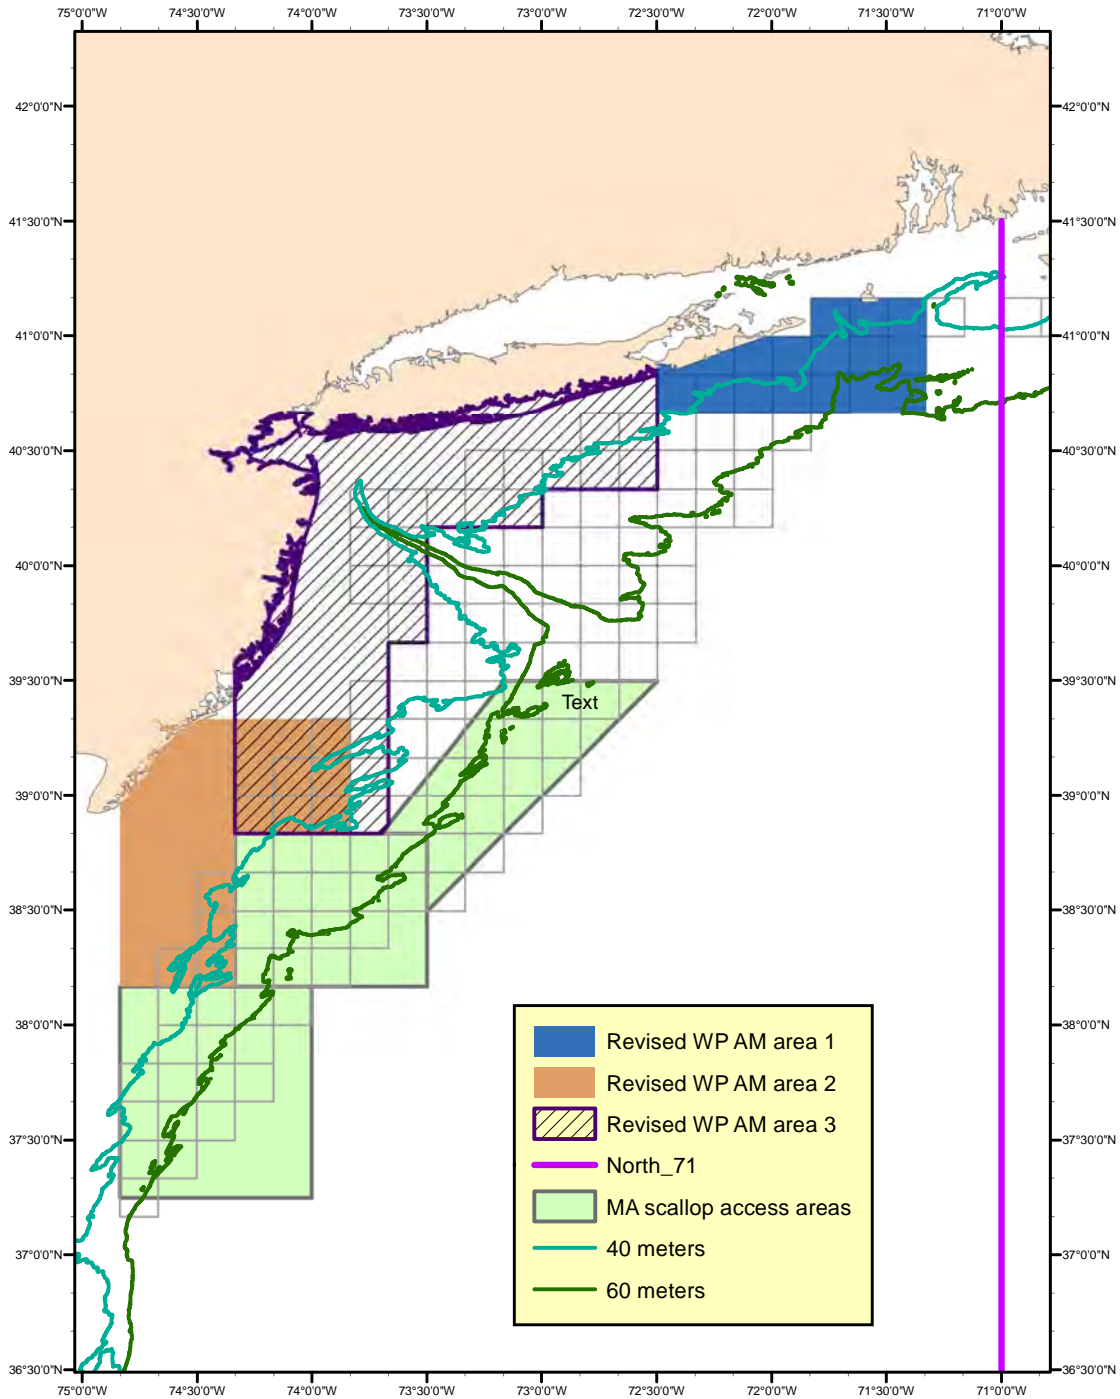 75°0'0"W 74°30'0"W 74°0'0"W 73°30'0"W 73°0'0"W 72°30'0"W 72°0'0"W 71°30'0"W 71°0'0"W
42°0'0"N 42°0'0"N
41°30'0"N 41°30'0"N
41°0'0"N 41°0'0"N
40°30'0"N 40°30'0"N
40°0'0"N 40°0'0"N
39°30'0"N 39°30'0"N
Text
39°0'0"N 39°0'0"N
38°30'0"N 38°30'0"N
38°0'0"N 38°0'0"N
Revised WP AM area 1
Revised WP AM area 2
Revised WP AM area 3
37°30'0"N 37°30'0"N
North_71
MA scallop access areas
40 meters
37°0'0"N 37°0'0"N
60 meters
36°30'0"N 36°30'0"N
75°0'0"W 74°30'0"W 74°0'0"W 73°30'0"W 73°0'0"W 72°30'0"W 72°0'0"W 71°30'0"W 71°0'0"W